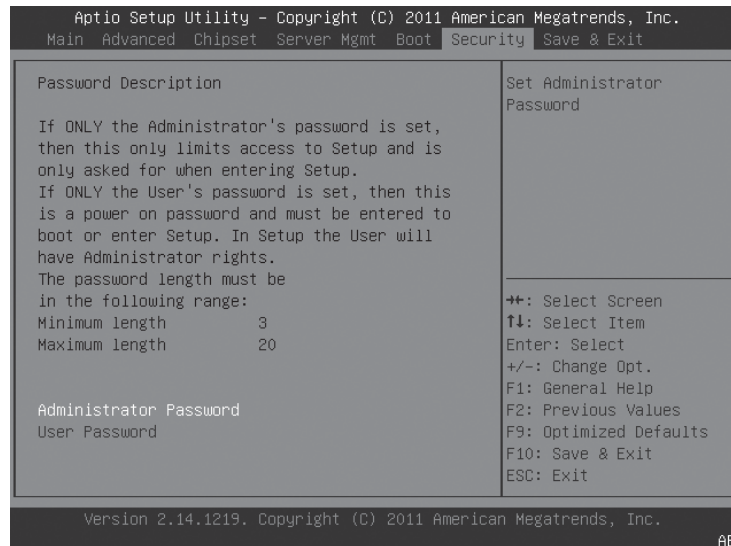 Aptio Setup Utility – Copyright (C) 2011 American Megatrends, Inc.
Main Advanced Chipset Server Mgmt Boot Security Save & Exit
Password Description
If ONLY the Administrator's password is set,
then this only limits access to Setup and is
only asked for when entering Setup.
If ONLY the User's password is set, then this
is a power on password and must be entered to
boot or enter Setup. In Setup the User will
have Administrator rights.
The password length must be
in the following range:
Minimum length 3
Maximum length 20
Administrator Password
User Password
Set Administrator
Password
→←: Select Screen
↑↓: Select Item
Enter: Select
+/-: Change Opt.
F1: General Help
F2: Previous Values
F9: Optimized Defaults
F10: Save & Exit
ESC: Exit
Version 2.14.1219. Copyright (C) 2011 American Megatrends, Inc.